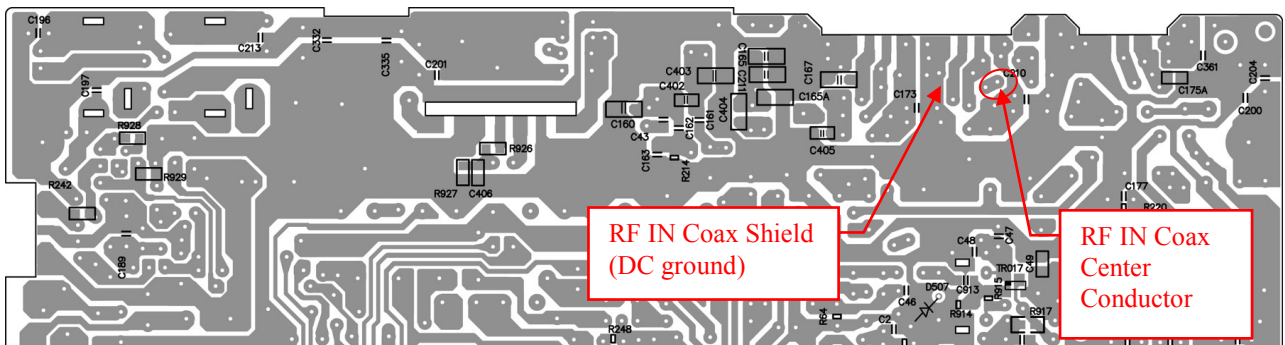 C196
C213
C332
C335
C201
C197
R928
R929
R242
C189
R926
R927
C406
C403
C402
C160
C43
C163
R214
C162
C161
C404
C211
C165
C165A
C167
C405
C173
C210
C361
C175A
C204
C200
C177
R220
RF IN Coax Shield
(DC ground)
RF IN Coax
Center
Conductor
C48
C47
C49
TR017
R915
C913
D507
C46
R914
R917
R64
C2
R248